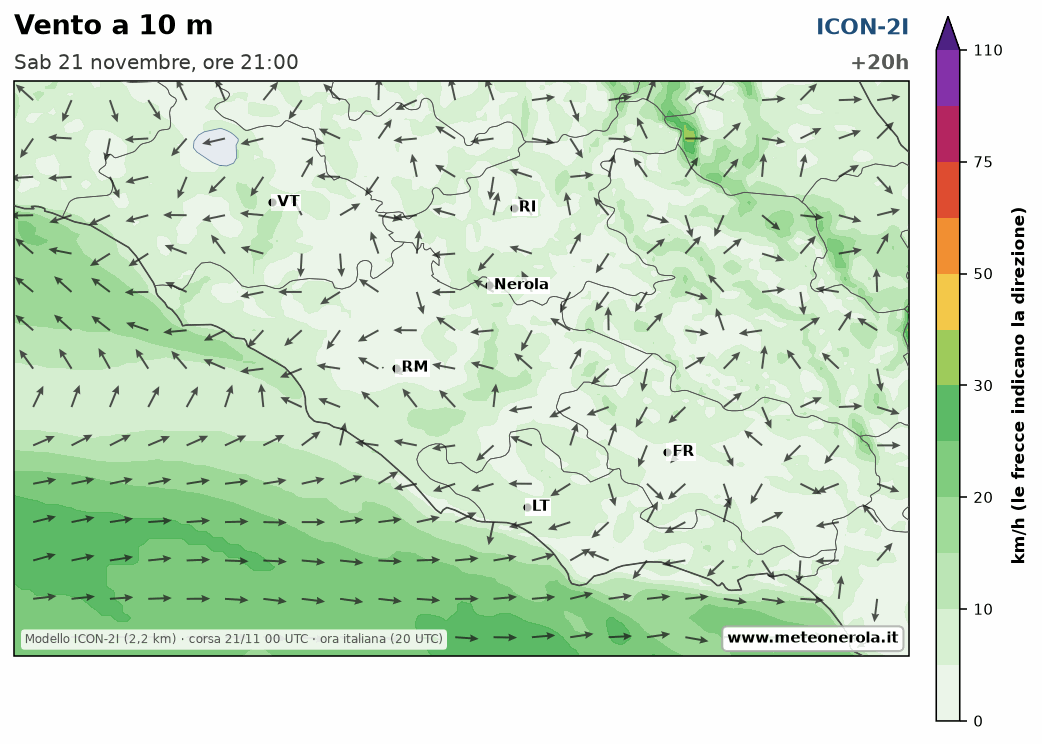 Vento a 10 m
ICON-2I
Sab 21 novembre, ore 21:00
+20h
110
75
50
30
20
10
0
km/h (le frecce indicano la direzione)
VT
RI
Nerola
RM
FR
LT
Modello ICON-2I (2,2 km) · corsa 21/11 00 UTC · ora italiana (20 UTC)
www.meteonerola.it